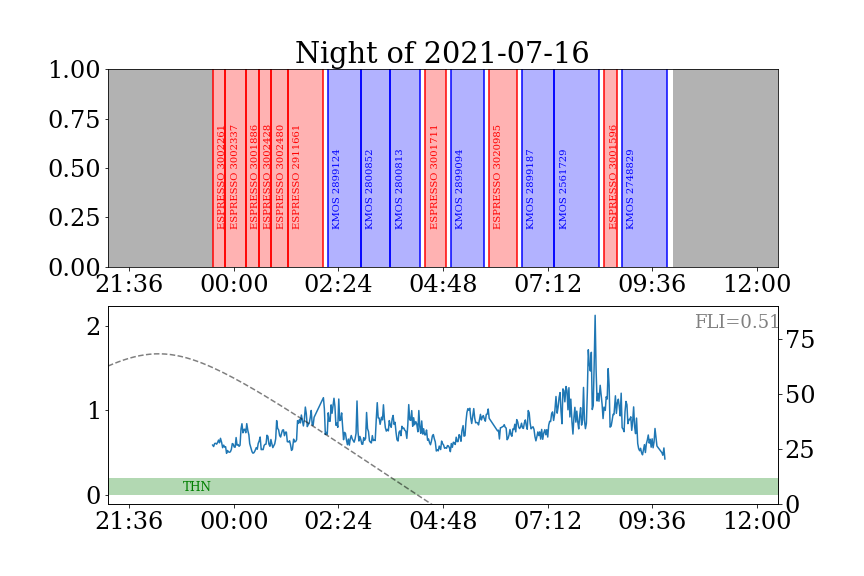 Night of 2021-07-16
1.00
0.75
0.50
0.25
0.00
ESPRESSO 3002261
ESPRESSO 3002337
ESPRESSO 3001886
ESPRESSO 3002428
ESPRESSO 3002480
ESPRESSO 2911661
KMOS 2899124
KMOS 2800852
KMOS 2800813
ESPRESSO 3001711
KMOS 2899094
ESPRESSO 3020985
KMOS 2899187
KMOS 2561729
ESPRESSO 3001596
KMOS 2748829
21:36 00:00 02:24 04:48 07:12 09:36 12:00
FLI=0.51
2
1
0
75
50
25
0
THN
21:36 00:00 02:24 04:48 07:12 09:36 12:00